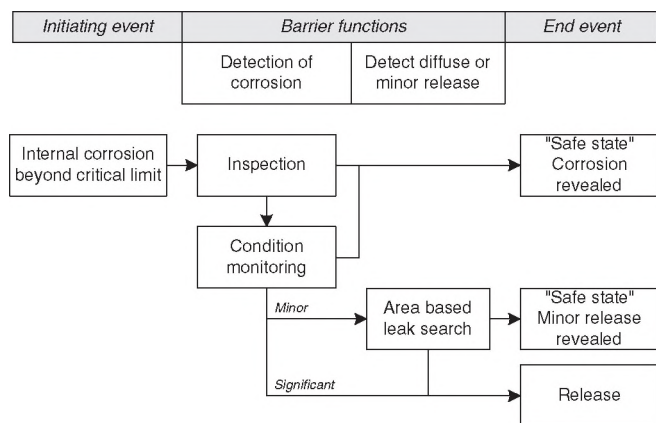 Initiating event
Barrier functions
End event
Detection of
corrosion
Detect diffuse or
minor release
Internal corrosion
beyond critical limit
Inspection
"Safe state"
Corrosion
revealed
Condition
monitoring
Minor
Area based
leak search
"Safe state"
Minor release
revealed
Significant
Release